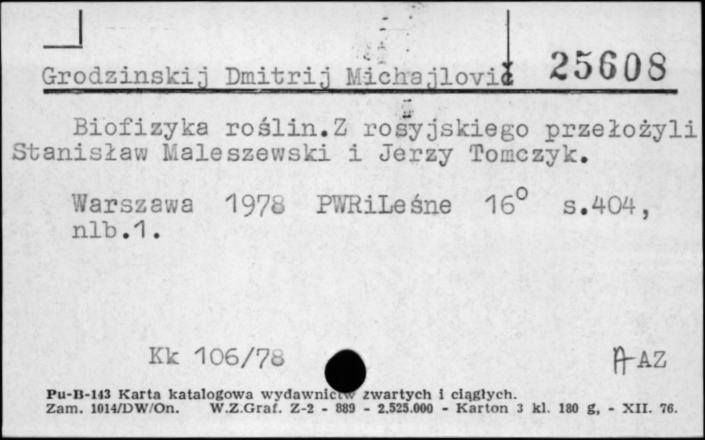 Grodzinskij Dmitrij Michajlovič 25608
Biofizyka roślin.Z rosyjskiego przełożyli
Stanisław Maleszewski i Jerzy Tomczyk.
Warszawa 1978 PWRiLeśne 16° s.404,
nlb.1.
Kk 106/78 A-AZ
Pu-B-143 Karta katalogowa wydawnictw zwartych i ciągłych.
Zam. 1014/DW/On. W.Z.Graf. Z-2 - 889 - 2.525.000 - Karton 3 kl. 180 g, - XII. 76.